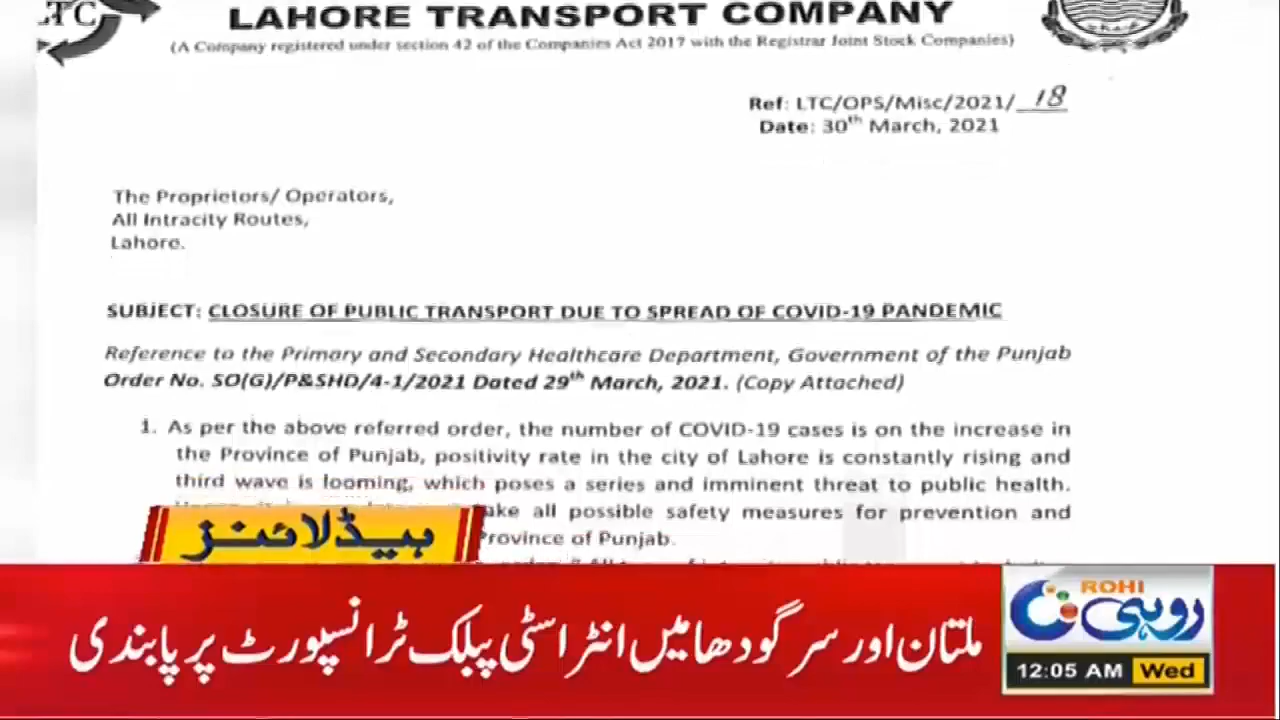 LTC
LAHORE TRANSPORT COMPANY
(A Company registered under section 42 of the Companies Act 2017 with the Registrar Joint Stock Companies)
Ref: LTC/OPS/Misc/2021/ 18
Date: 30th March, 2021
The Proprietors/ Operators,
All Intracity Routes,
Lahore.
SUBJECT: CLOSURE OF PUBLIC TRANSPORT DUE TO SPREAD OF COVID-19 PANDEMIC
Reference to the Primary and Secondary Healthcare Department, Government of the Punjab
Order No. SO(G)/P&SHD/4-1/2021 Dated 29th March, 2021. (Copy Attached)
1. As per the above referred order, the number of COVID-19 cases is on the increase in
the Province of Punjab, positivity rate in the city of Lahore is constantly rising and
third wave is looming, which poses a series and imminent threat to public health.
all possible safety measures for prevention and
Province of Punjab.
ہیڈلائنز
ملتان اور سرگودھا میں انٹراسٹی پبلک ٹرانسپورٹ پر پابندی
ROHI
روہی
12:05 AM Wed